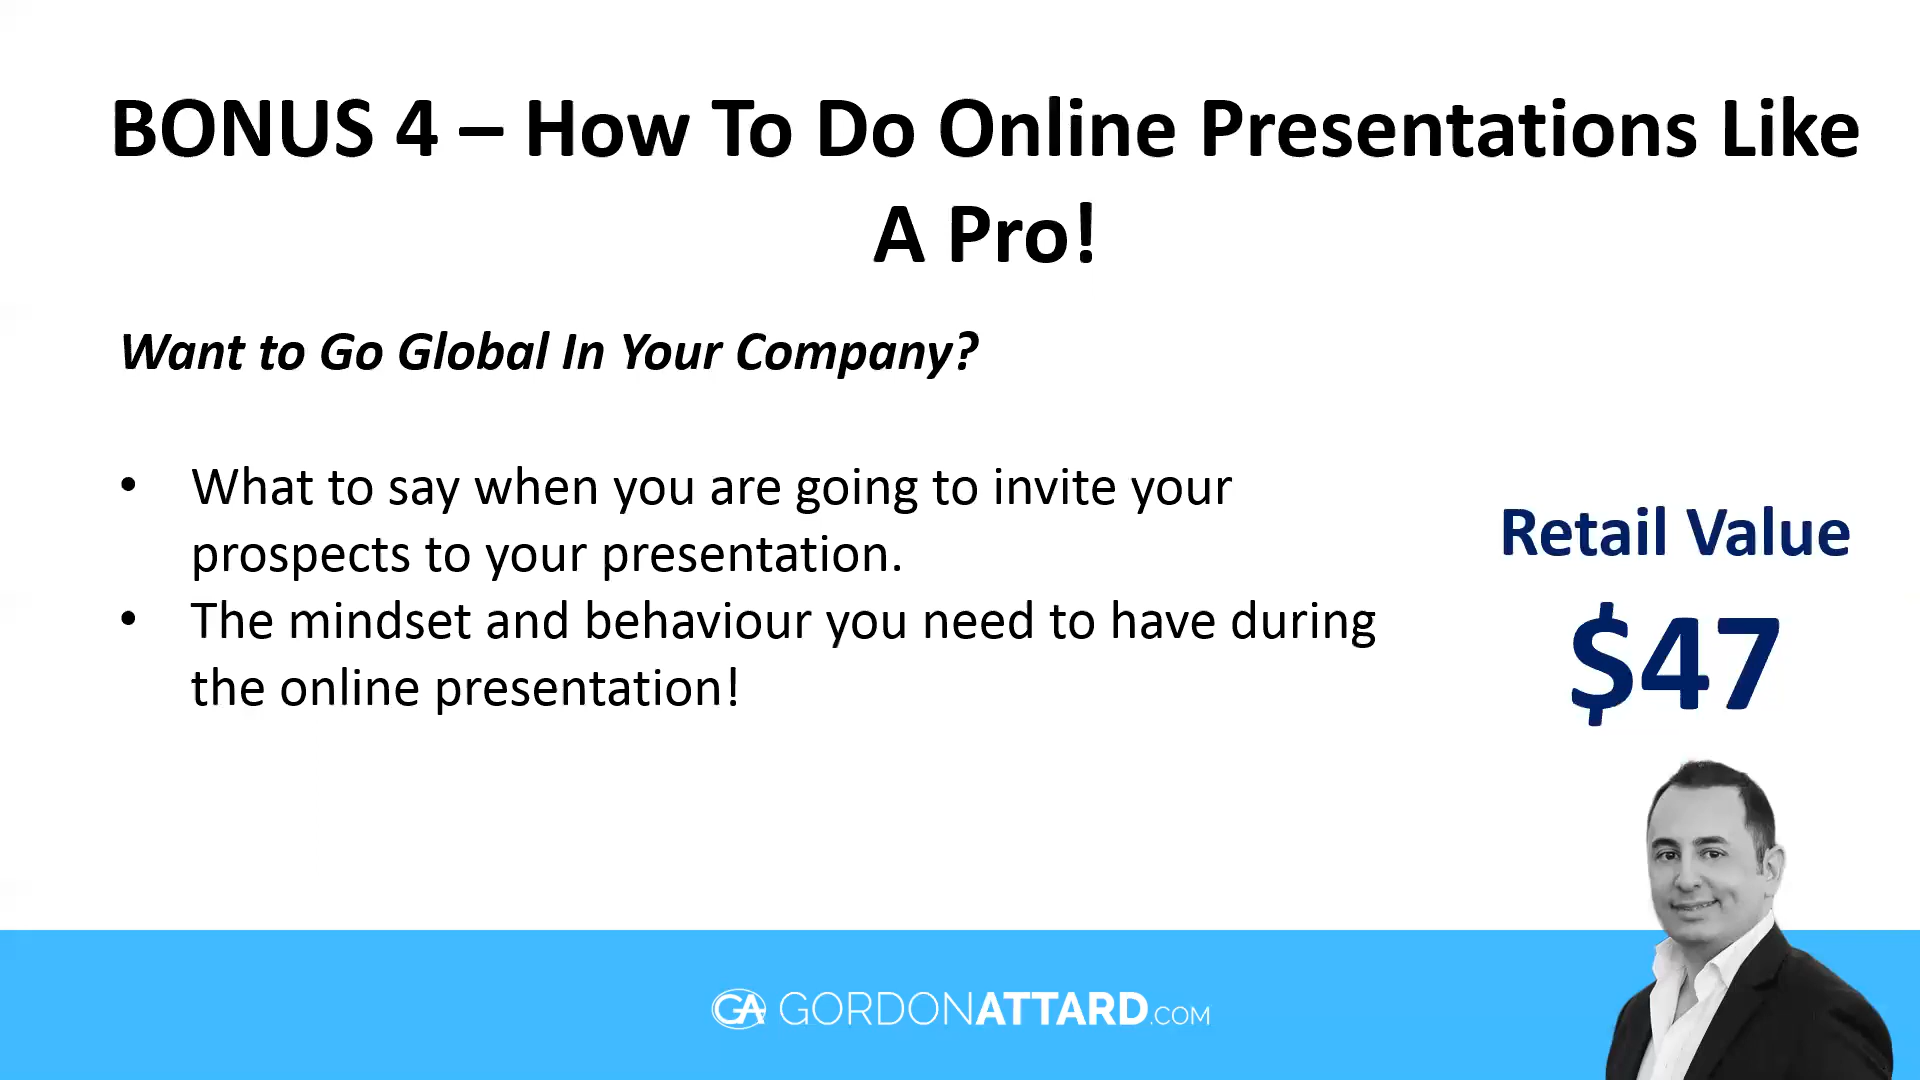 BONUS 4 – How To Do Online Presentations Like
A Pro!
Want to Go Global In Your Company?
• What to say when you are going to invite your
prospects to your presentation.
• The mindset and behaviour you need to have during
the online presentation!
Retail Value
$47
GA GORDONATTARD.COM